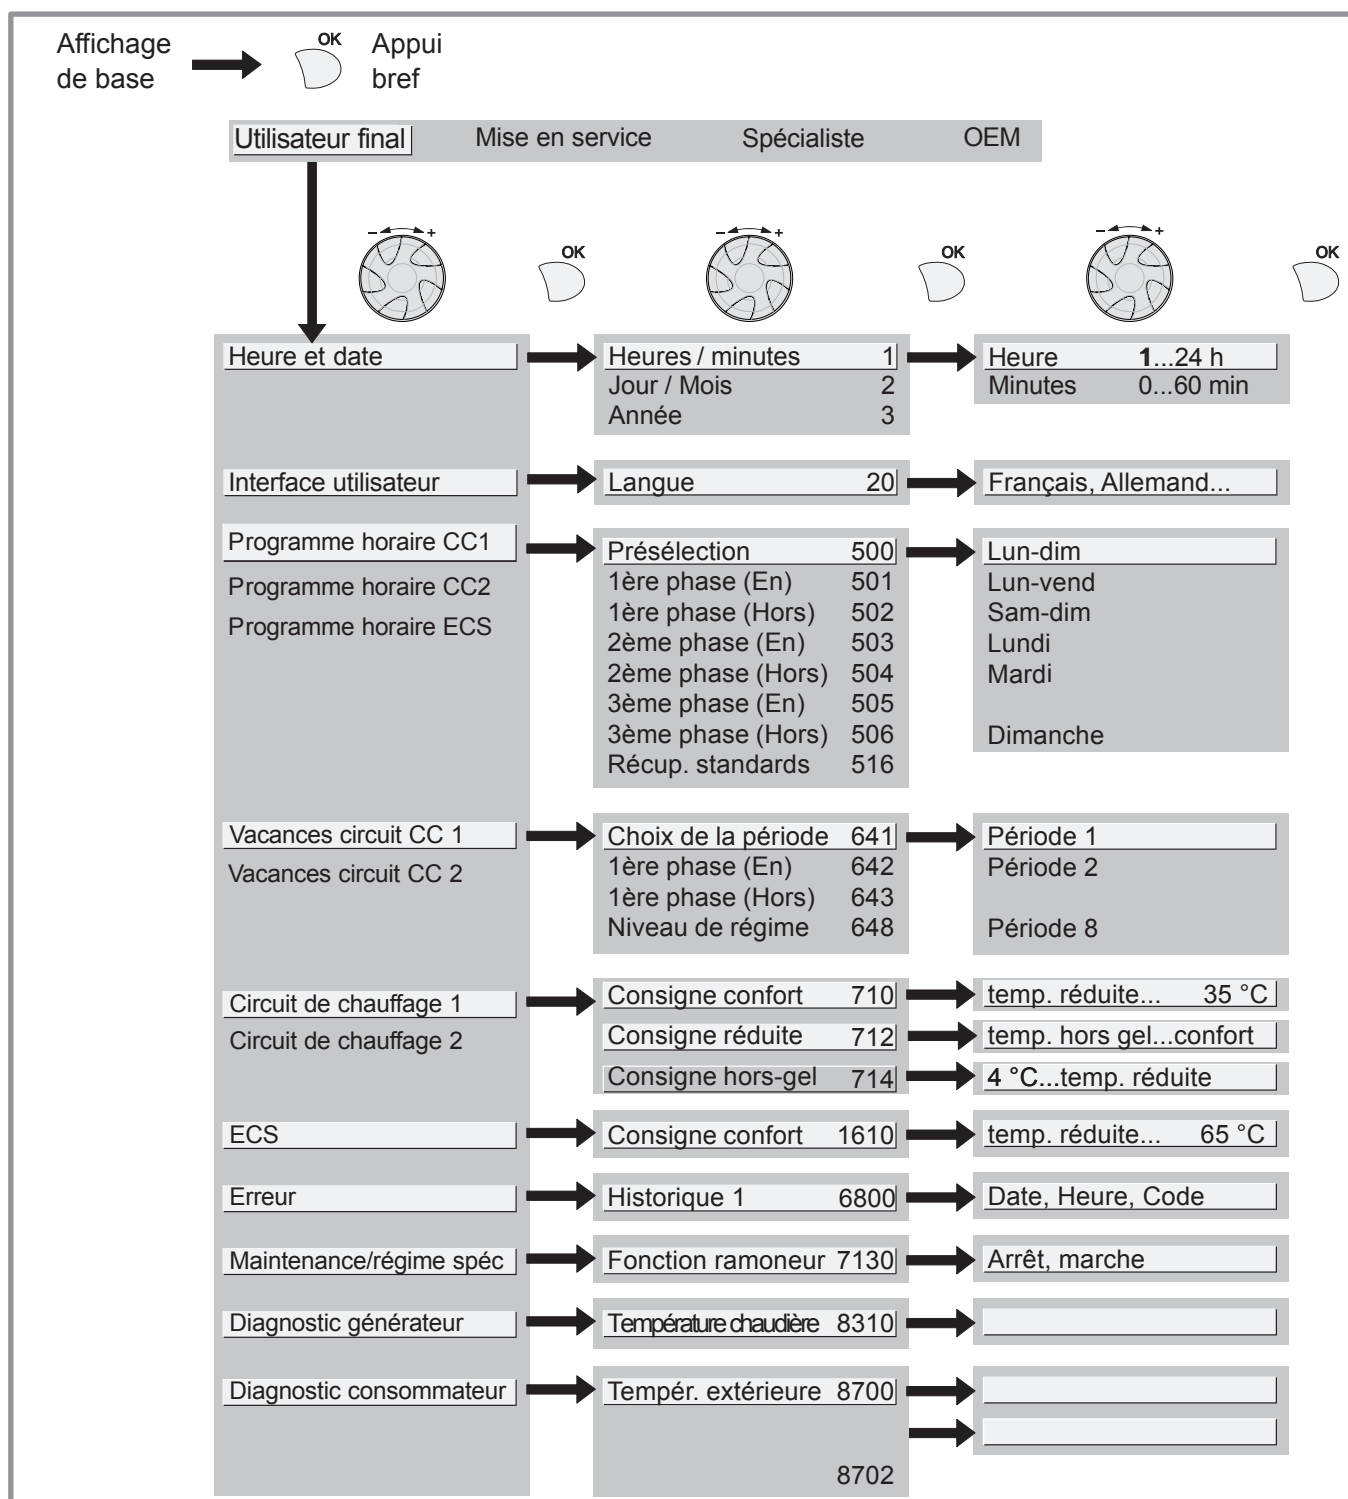 Affichage de base
OK
Appui bref
Utilisateur final Mise en service Spécialiste OEM
- + OK - + OK - + OK
Heure et date Heures / minutes 1 Heure 1...24 h
Jour / Mois 2 Minutes 0...60 min
Année 3
Interface utilisateur Langue 20 Français, Allemand...
Programme horaire CC1 Présélection 500 Lun-dim
Programme horaire CC2 1ère phase (En) 501 Lun-vend
Programme horaire ECS 1ère phase (Hors) 502 Sam-dim
2ème phase (En) 503 Lundi
2ème phase (Hors) 504 Mardi
3ème phase (En) 505
3ème phase (Hors) 506 Dimanche
Récup. standards 516
Vacances circuit CC 1 Choix de la période 641 Période 1
Vacances circuit CC 2 1ère phase (En) 642 Période 2
1ère phase (Hors) 643
Niveau de régime 648 Période 8
Circuit de chauffage 1 Consigne confort 710 temp. réduite... 35 °C
Circuit de chauffage 2 Consigne réduite 712 temp. hors gel...confort
Consigne hors-gel 714 4 °C...temp. réduite
ECS Consigne confort 1610 temp. réduite... 65 °C
Erreur Historique 1 6800 Date, Heure, Code
Maintenance/régime spéc Fonction ramoneur 7130 Arrêt, marche
Diagnostic générateur Température chaudière 8310
Diagnostic consommateur Tempér. extérieure 8700
8702